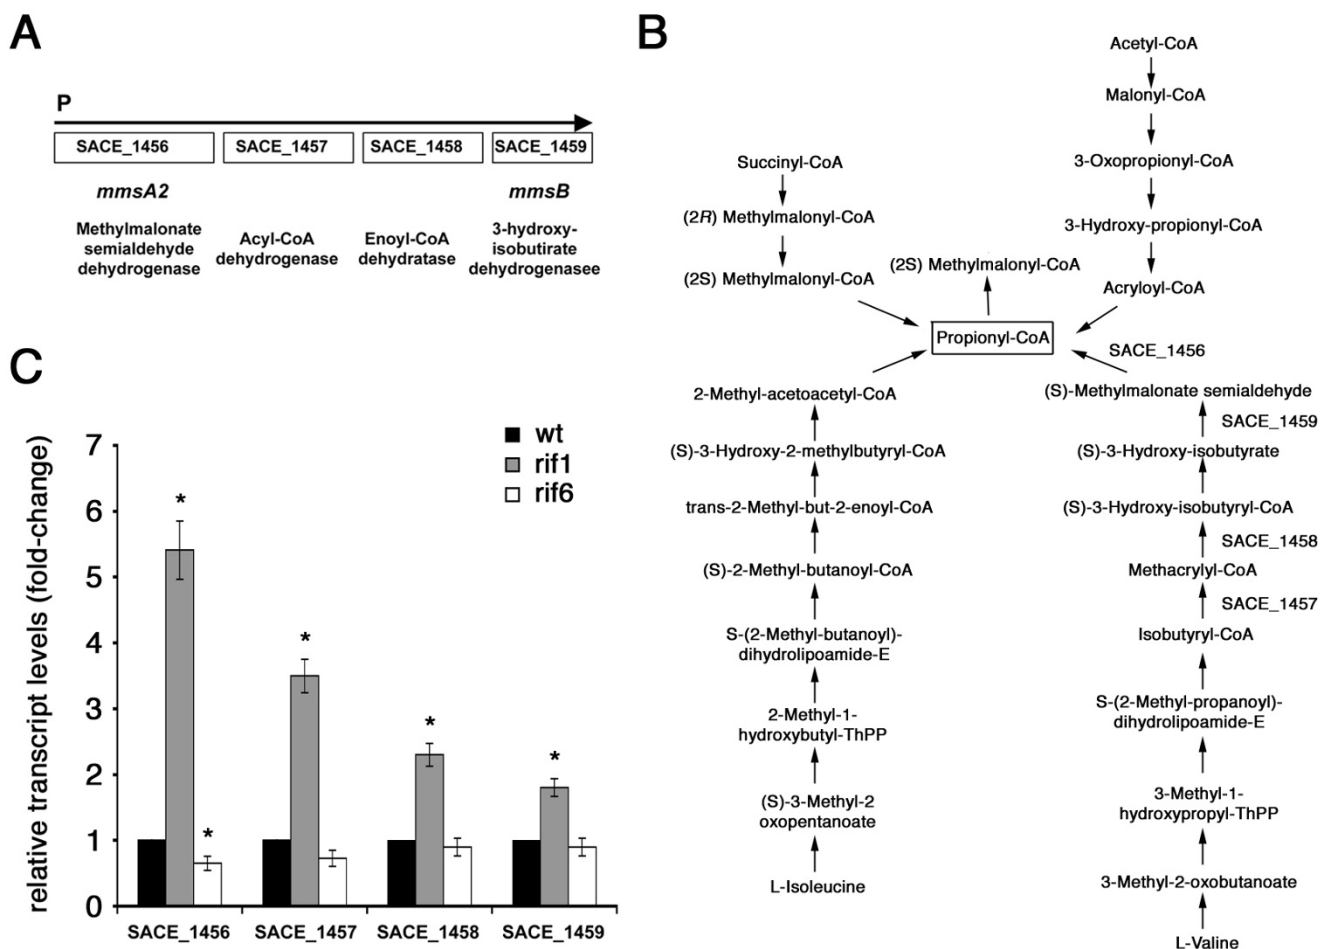 A
P
SACE_1456
SACE_1457
SACE_1458
SACE_1459
mmsA2
mmsB
Methylmalonate
semialdehyde
dehydrogenase
Acyl-CoA
dehydrogenase
Enoyl-CoA
dehydratase
3-hydroxy-
isobutirate
dehydrogenasee
B
Acetyl-CoA
Malonyl-CoA
3-Oxopropionyl-CoA
3-Hydroxy-propionyl-CoA
Acryloyl-CoA
Succinyl-CoA
(2R) Methylmalonyl-CoA
(2S) Methylmalonyl-CoA
(2S) Methylmalonyl-CoA
Propionyl-CoA
SACE_1456
2-Methyl-acetoacetyl-CoA
(S)-3-Hydroxy-2-methylbutyryl-CoA
trans-2-Methyl-but-2-enoyl-CoA
(S)-2-Methyl-butanoyl-CoA
S-(2-Methyl-butanoyl)-
dihydrolipoamide-E
2-Methyl-1-
hydroxybutyl-ThPP
(S)-3-Methyl-2
oxopentanoate
L-Isoleucine
(S)-Methylmalonate semialdehyde
SACE_1459
(S)-3-Hydroxy-isobutyrate
(S)-3-Hydroxy-isobutyryl-CoA
SACE_1458
Methacrylyl-CoA
SACE_1457
Isobutyryl-CoA
S-(2-Methyl-propanoyl)-
dihydrolipoamide-E
3-Methyl-1-
hydroxypropyl-ThPP
3-Methyl-2-oxobutanoate
L-Valine
C
relative transcript levels (fold-change)
7
6
5
4
3
2
1
0
wt
rif1
rif6
*
*
*
*
*
SACE_1456
SACE_1457
SACE_1458
SACE_1459